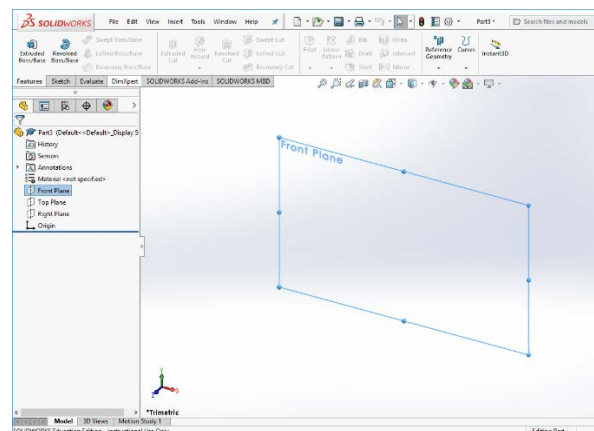 SOLIDWORKS File Edit View Insert Tools Window Help Part3 * Search files and models
Extruded Boss/Base Revolved Boss/Base Swept Boss/Base Lofted Boss/Base Boundary Boss/Base Extruded Cut Hole Wizard Revolved Cut Swept Cut Lofted Cut Boundary Cut Fillet Linear Pattern Rib Draft Shell Wrap Intersect Mirror Reference Geometry Curves Instant3D
Features Sketch Evaluate DimXpert SOLIDWORKS Add-Ins SOLIDWORKS MBD
Part3 (Default<<Default>_Display S
History
Sensors
Annotations
Material <not specified>
Front Plane
Top Plane
Right Plane
Origin
Front Plane
*Trimetric
Model 3D Views Motion Study 1
SOLIDWORKS Education Edition - Instructional Use Only Editing Part